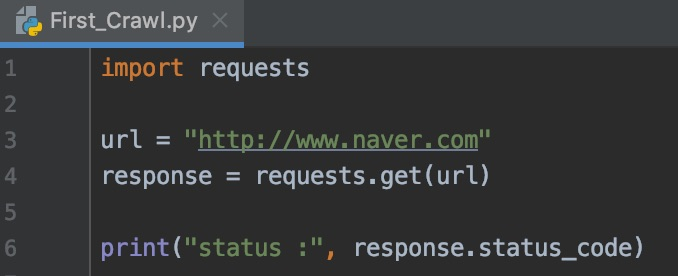 First_Crawl.py
1 import requests
2
3 url = "http://www.naver.com"
4 response = requests.get(url)
5
6 print("status :", response.status_code)